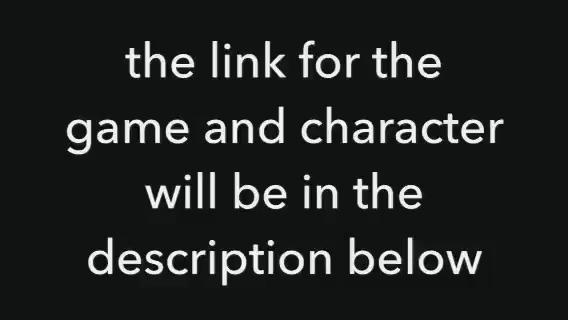 the link for the
game and character
will be in the
description below